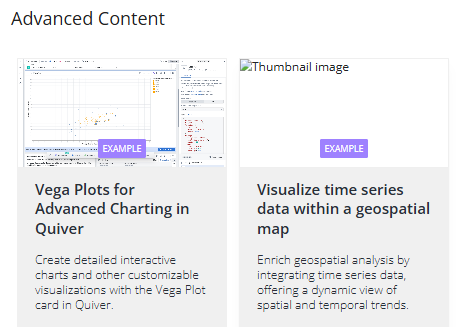 Advanced Content
Thumbnail image
EXAMPLE
EXAMPLE
Vega Plots for
Advanced Charting in
Quiver
Create detailed interactive
charts and other customizable
visualizations with the Vega Plot
card in Quiver.
Visualize time series
data within a geospatial
map
Enrich geospatial analysis by
integrating time series data,
offering a dynamic view of
spatial and temporal trends.